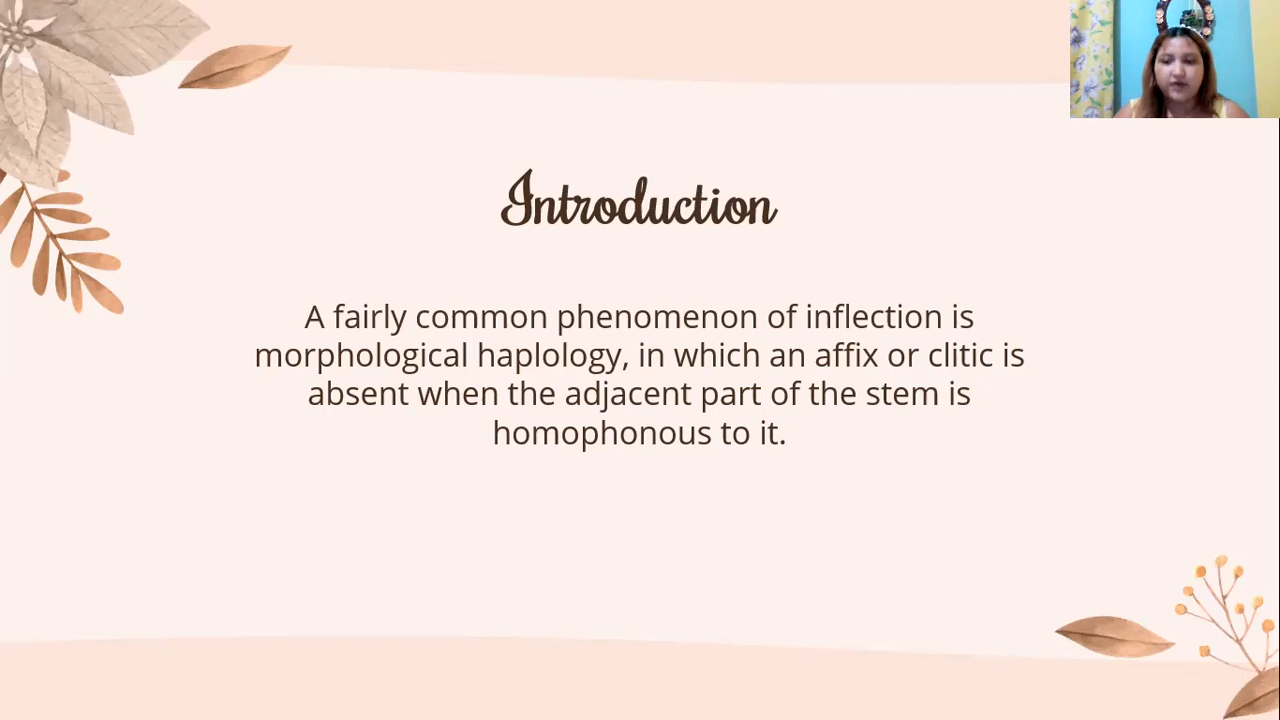 Introduction
A fairly common phenomenon of inflection is
morphological haplology, in which an affix or clitic is
absent when the adjacent part of the stem is
homophonous to it.